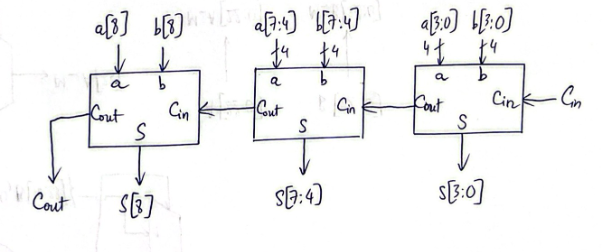 a[8] b[8] a[7:4] b[7:4] a[3:0] b[3:0]
4 4 4 4
a b a b a b
Cout Cin Cout Cin Cout Cin Cin
S S S
Cout S[8] S[7:4] S[3:0]